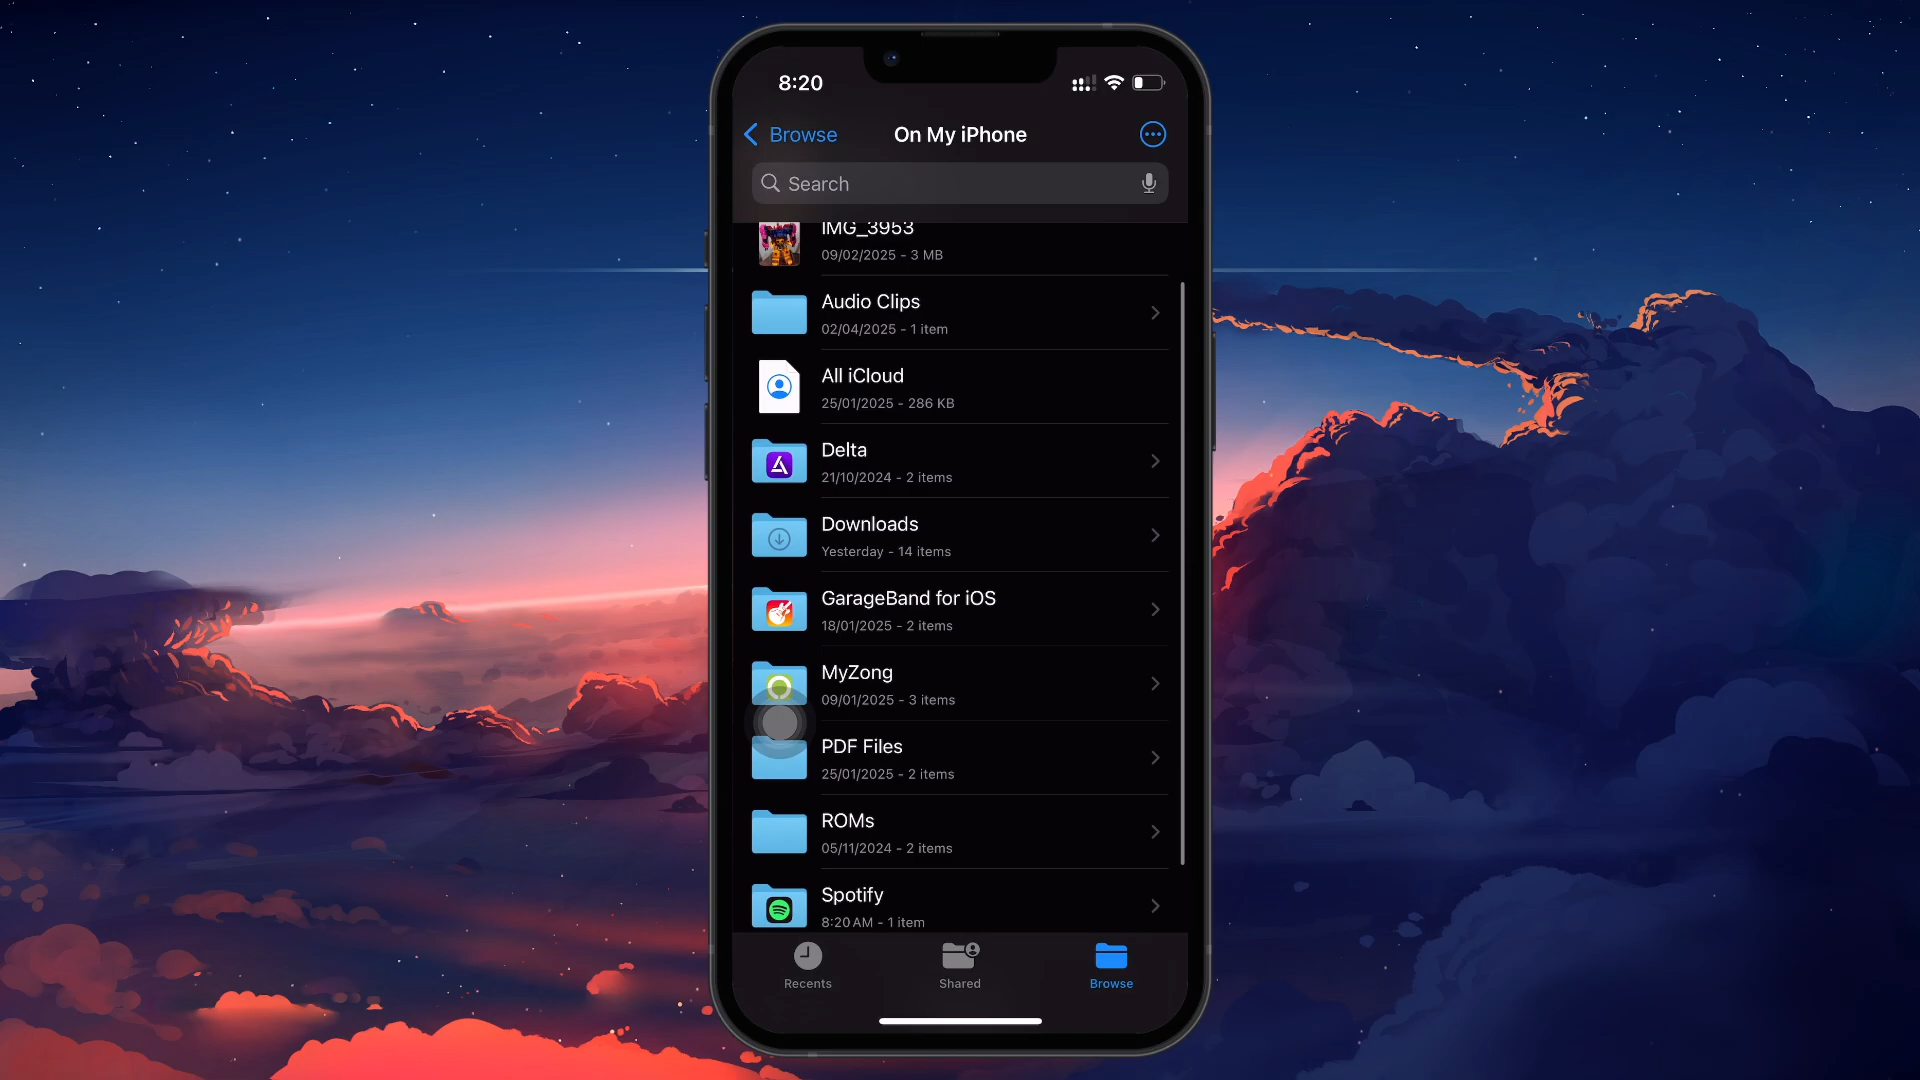 8:20
Browse
On My iPhone
Search
IMG_3953
09/02/2025 - 3 MB
Audio Clips
02/04/2025 - 1 item
All iCloud
25/01/2025 - 286 KB
Delta
21/10/2024 - 2 items
Downloads
Yesterday - 14 items
GarageBand for iOS
18/01/2025 - 2 items
MyZong
09/01/2025 - 3 items
PDF Files
25/01/2025 - 2 items
ROMs
05/11/2024 - 2 items
Spotify
8:20 AM - 1 item
Recents
Shared
Browse